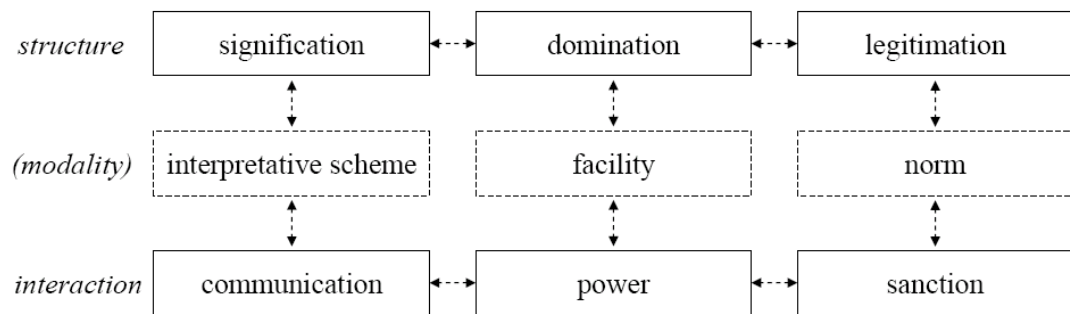 structure signification domination legitimation
(modality) interpretative scheme facility norm
interaction communication power sanction